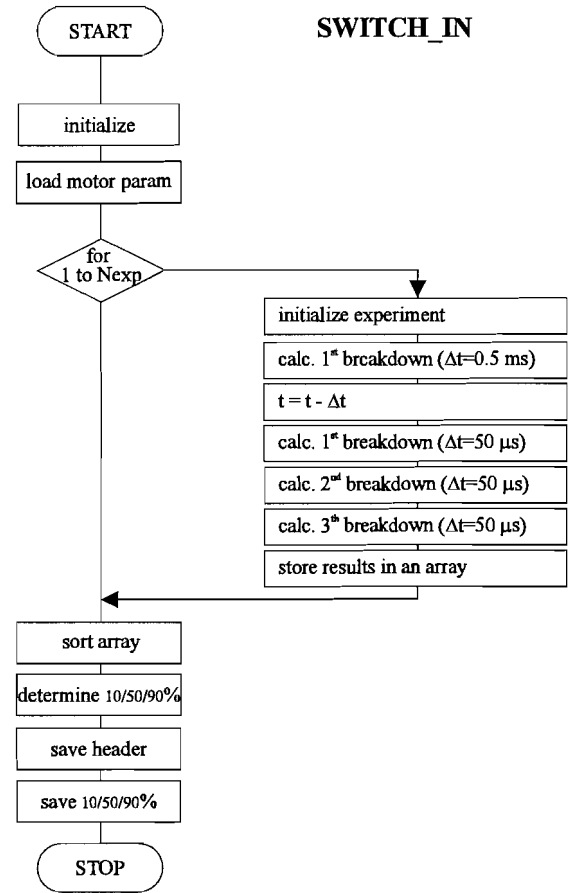 START
SWITCH_IN
initialize
load motor param
for
1 to Nexp
initialize experiment
calc. 1st breakdown (Δt=0.5 ms)
t = t - Δt
calc. 1st breakdown (Δt=50 μs)
calc. 2nd breakdown (Δt=50 μs)
calc. 3th breakdown (Δt=50 μs)
store results in an array
sort array
determine 10/50/90%
save header
save 10/50/90%
STOP